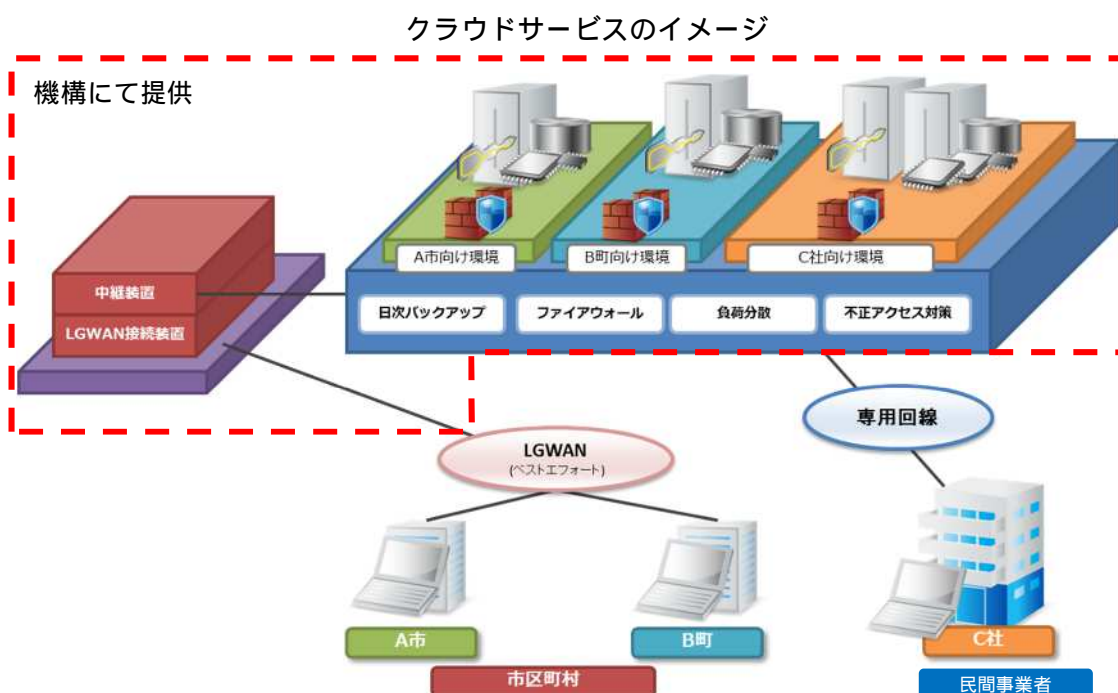 クラウドサービスのイメージ
機構にて提供
A市向け環境
B町向け環境
C社向け環境
中継装置
LGWAN接続装置
日次バックアップ
ファイアウォール
負荷分散
不正アクセス対策
専用回線
LGWAN
(ベストエフォート)
A市
B町
C社
市区町村
民間事業者